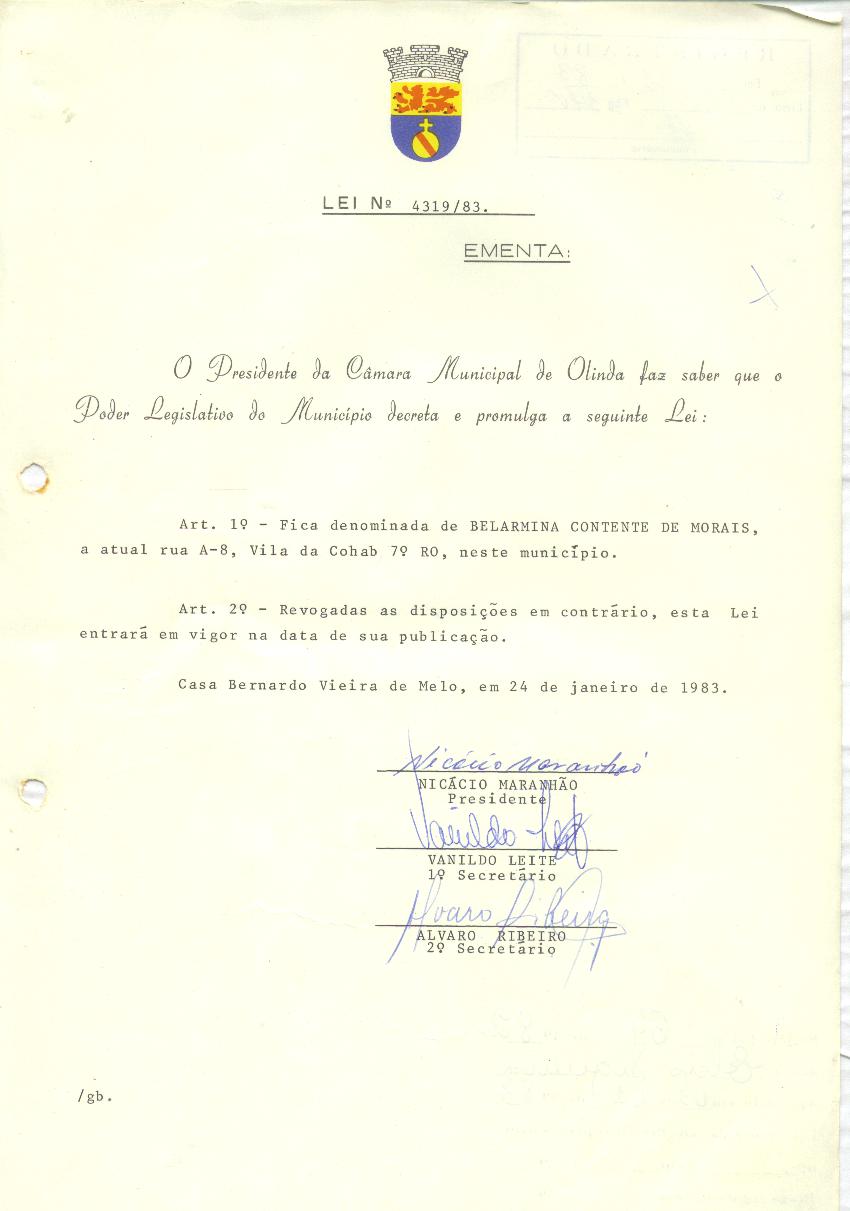 LEI Nº 4319/83.
EMENTA:
O Presidente da Câmara Municipal de Olinda faz saber que o
Poder Legislativo do Município decreta e promulga a seguinte Lei:
Art. 1º - Fica denominada de BELARMINA CONTENTE DE MORAIS,
a atual rua A-8, Vila da Cohab 7º RO, neste município.
Art. 2º - Revogadas as disposições em contrário, esta Lei
entrará em vigor na data de sua publicação.
Casa Bernardo Vieira de Melo, em 24 de janeiro de 1983.
Nicácio Maranhão
NICÁCIO MARANHÃO
Presidente
Vanildo Leite
VANILDO LEITE
1º Secretário
Alvaro Ribeiro
ALVARO RIBEIRO
2º Secretário
/gb.